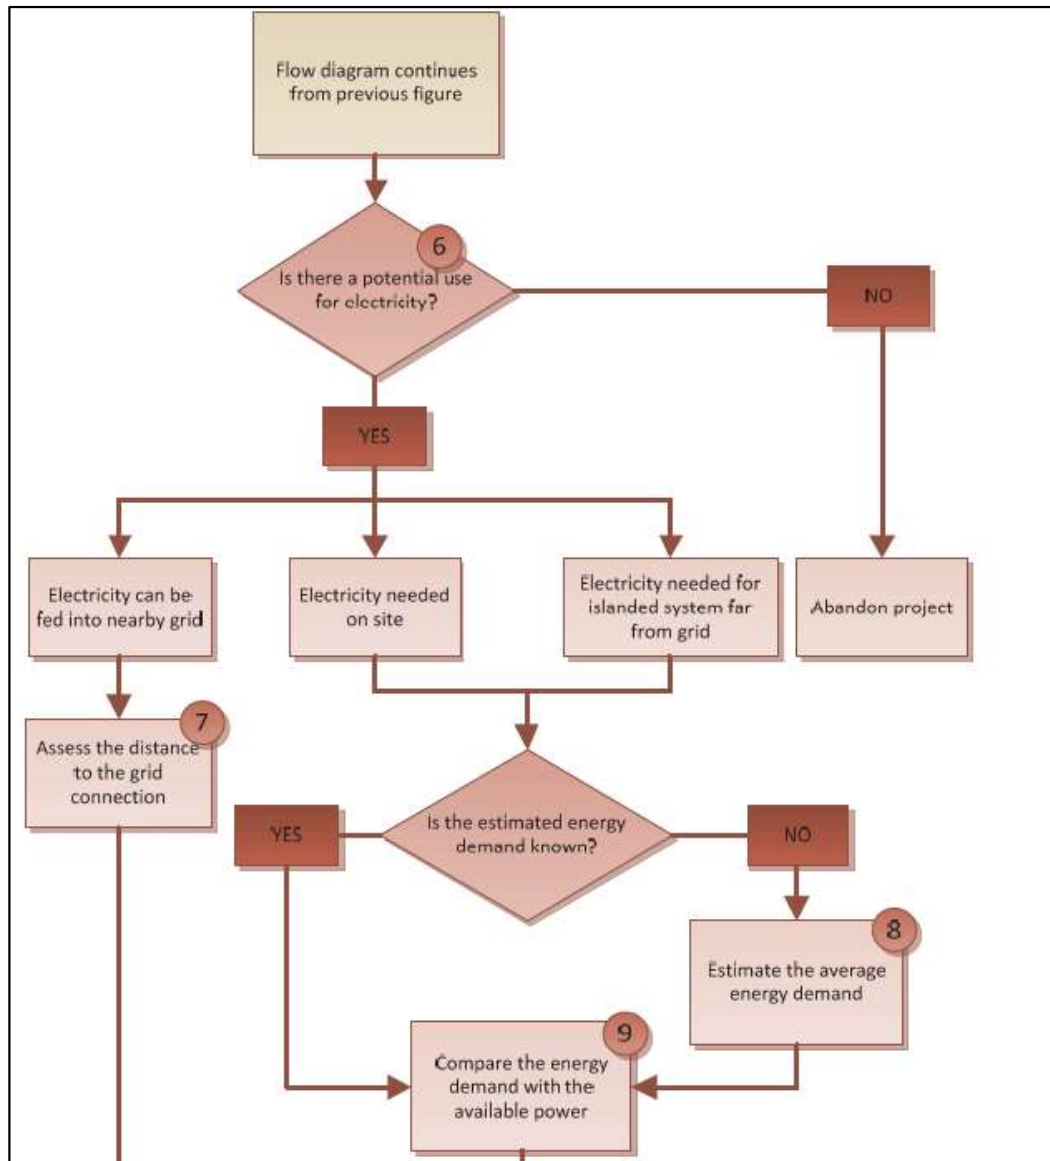 Flow diagram continues
from previous figure
6
Is there a potential use
for electricity?
NO
YES
Electricity can be
fed into nearby grid
Electricity needed
on site
Electricity needed for
islanded system far
from grid
Abandon project
7
Assess the distance
to the grid
connection
YES
Is the estimated energy
demand known?
NO
8
Estimate the average
energy demand
9
Compare the energy
demand with the
available power